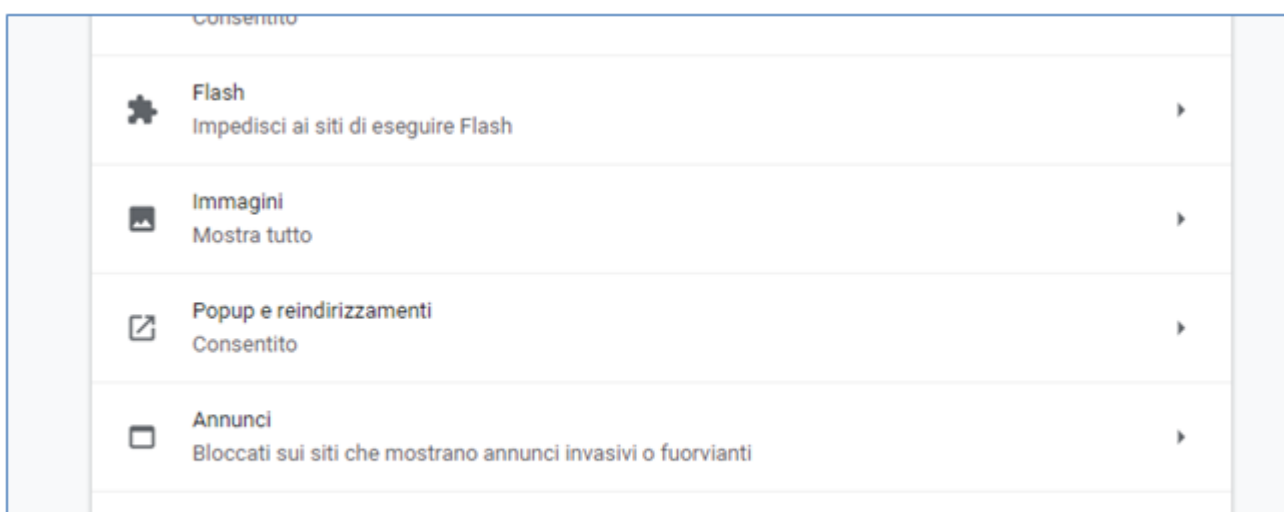 Consentito
Flash
Impedisci ai siti di eseguire Flash
Immagini
Mostra tutto
Popup e reindirizzamenti
Consentito
Annunci
Bloccati sui siti che mostrano annunci invasivi o fuorvianti